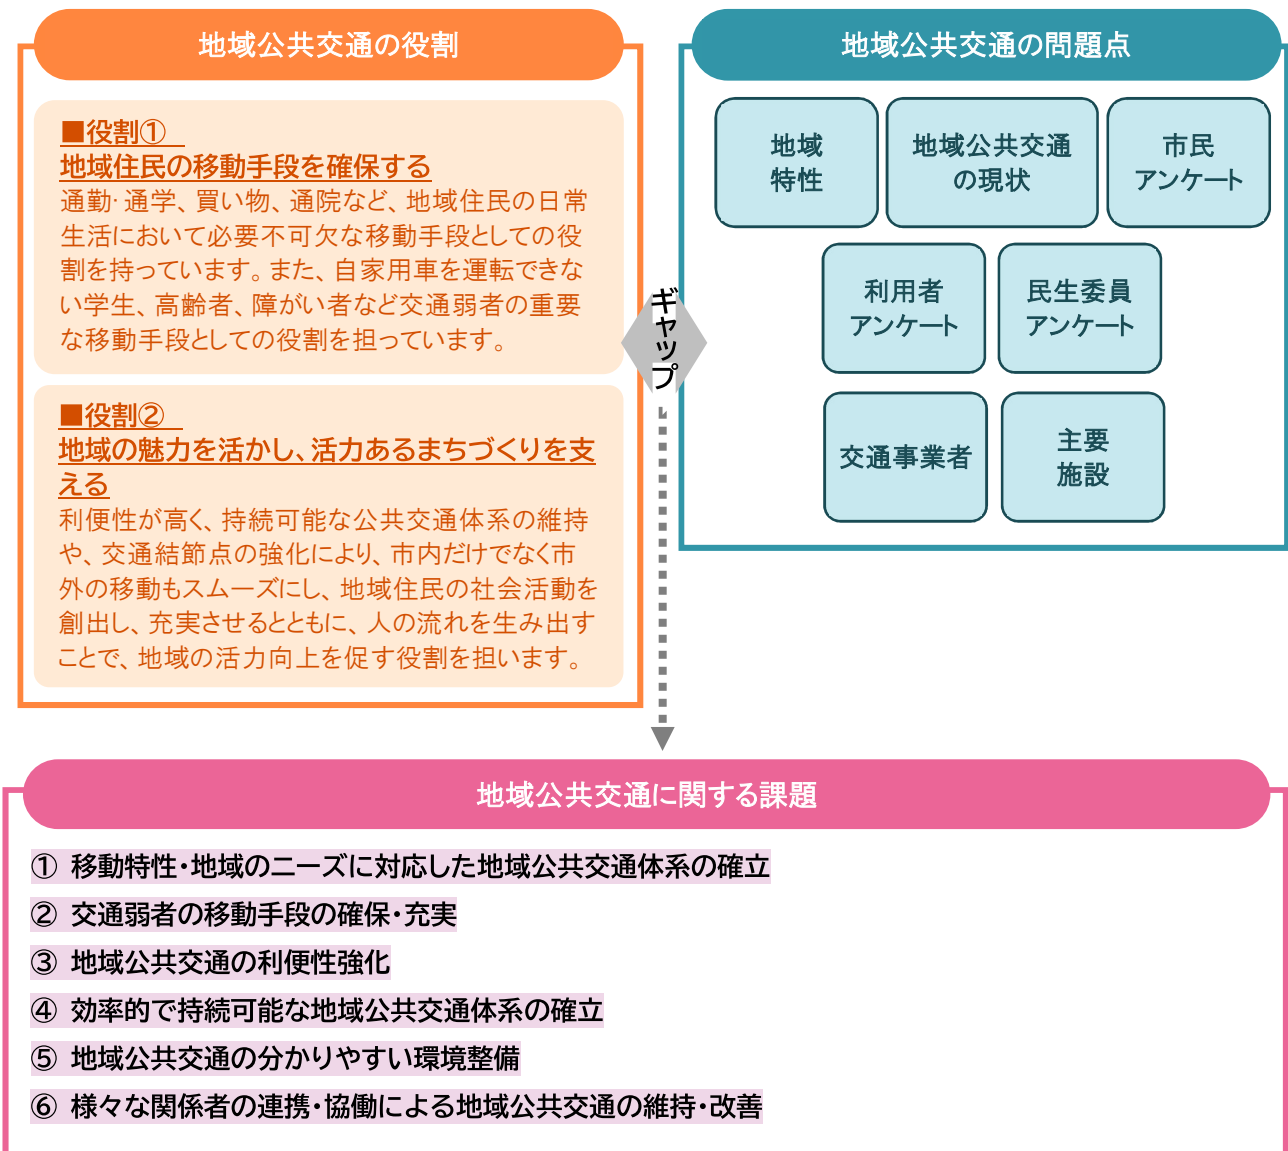 地域公共交通の役割
■役割①
地域住民の移動手段を確保する
通勤・通学、買い物、通院など、地域住民の日常
生活において必要不可欠な移動手段としての役
割を持っています。また、自家用車を運転できな
い学生、高齢者、障がい者など交通弱者の重要
な移動手段としての役割を担っています。
■役割②
地域の魅力を活かし、活力あるまちづくりを支
える
利便性が高く、持続可能な公共交通体系の維持
や、交通結節点の強化により、市内だけでなく市
外の移動もスムーズにし、地域住民の社会活動を
創出し、充実させるとともに、人の流れを生み出す
ことで、地域の活力向上を促す役割を担います。
ギャップ
地域公共交通の問題点
地域
特性
地域公共交通
の現状
市民
アンケート
利用者
アンケート
民生委員
アンケート
交通事業者
主要
施設
地域公共交通に関する課題
① 移動特性・地域のニーズに対応した地域公共交通体系の確立
② 交通弱者の移動手段の確保・充実
③ 地域公共交通の利便性強化
④ 効率的で持続可能な地域公共交通体系の確立
⑤ 地域公共交通の分かりやすい環境整備
⑥ 様々な関係者の連携・協働による地域公共交通の維持・改善